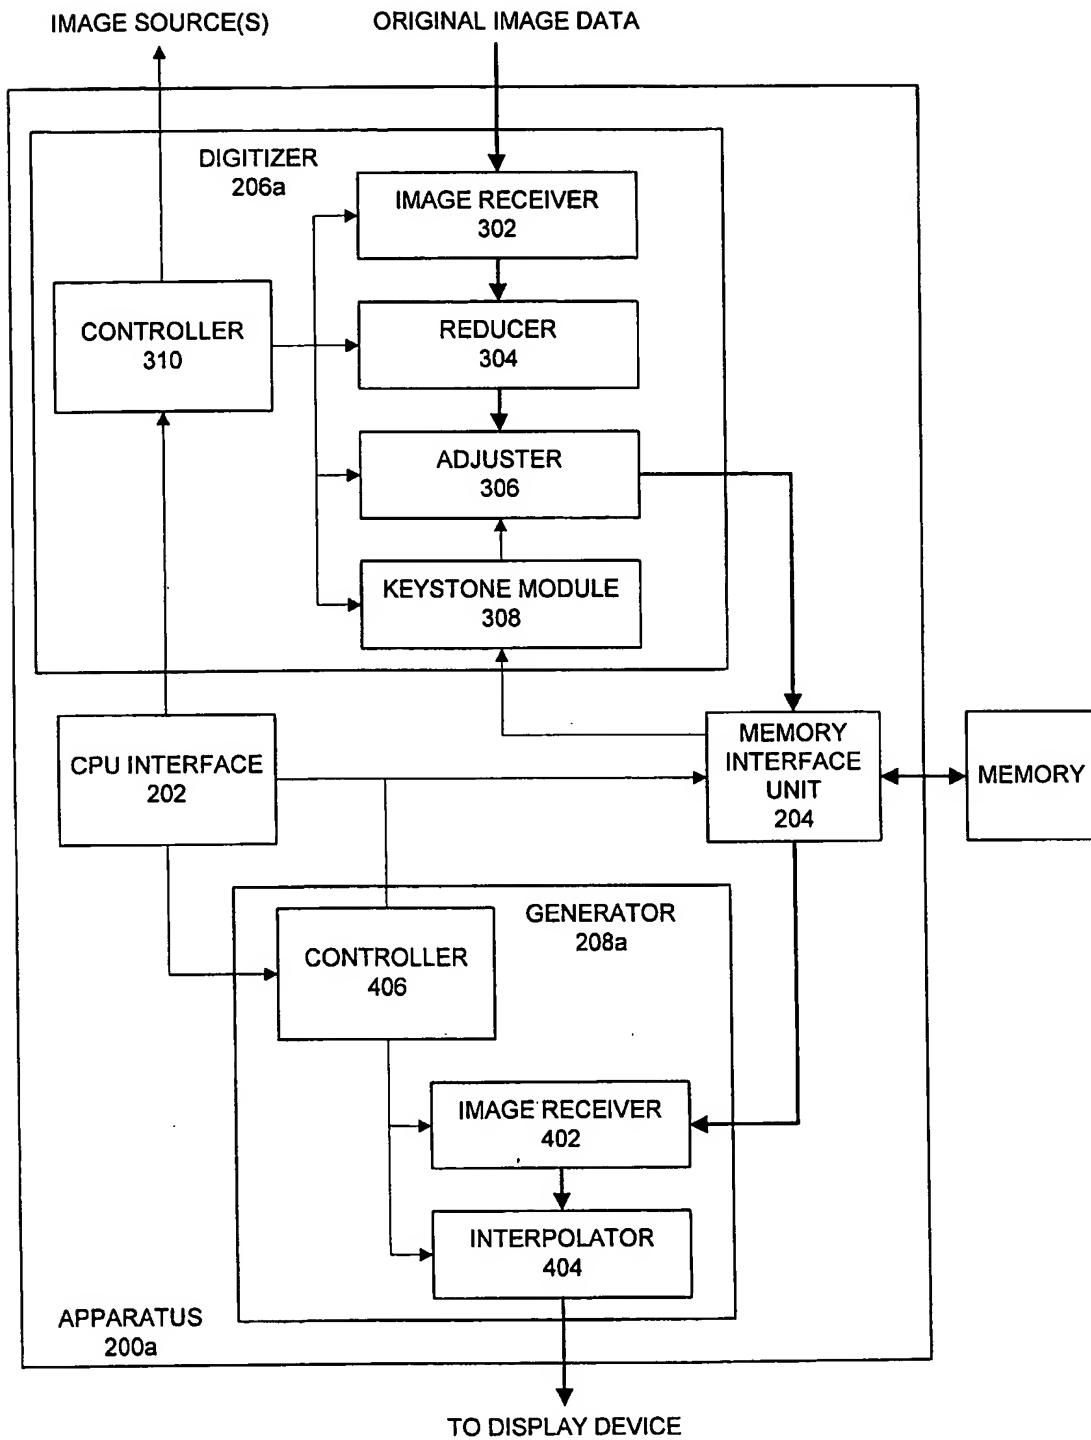 IMAGE SOURCE(S)
ORIGINAL IMAGE DATA
DIGITIZER
206a
IMAGE RECEIVER
302
CONTROLLER
310
REDUCER
304
ADJUSTER
306
KEYSTONE MODULE
308
CPU INTERFACE
202
MEMORY
INTERFACE
UNIT
204
MEMORY
GENERATOR
208a
CONTROLLER
406
IMAGE RECEIVER
402
INTERPOLATOR
404
APPARATUS
200a
TO DISPLAY DEVICE